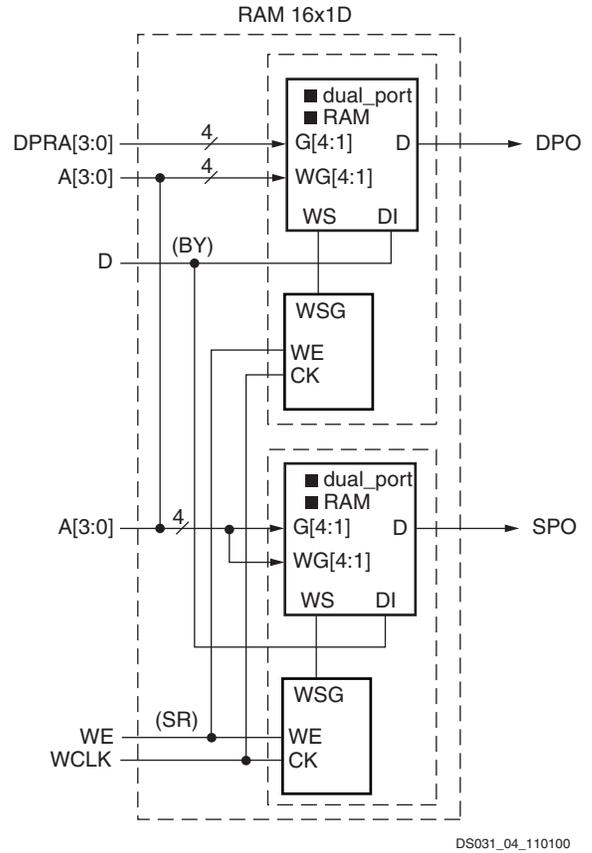 RAM 16x1D
dual_port
RAM
DPRA[3:0] 4 G[4:1] D DPO
A[3:0] 4 WG[4:1]
WS DI
D (BY)
WSG
WE
CK
dual_port
RAM
A[3:0] 4 G[4:1] D SPO
WG[4:1]
WS DI
WSG
WE (SR) WE
WCLK CK
DS031_04_110100